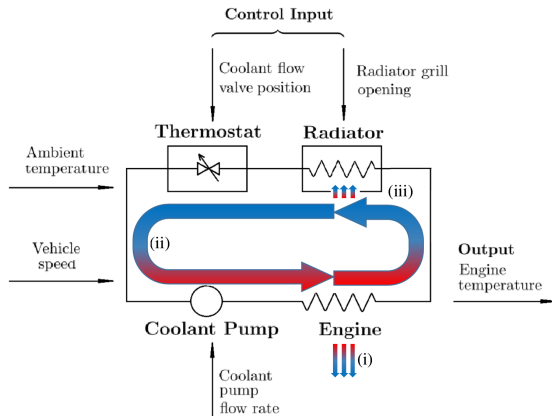 Control Input
Coolant flow
valve position
Radiator grill
opening
Thermostat
Radiator
Ambient
temperature
(iii)
(ii)
Vehicle
speed
Output
Engine
temperature
Coolant Pump
Engine
(i)
Coolant
pump
flow rate